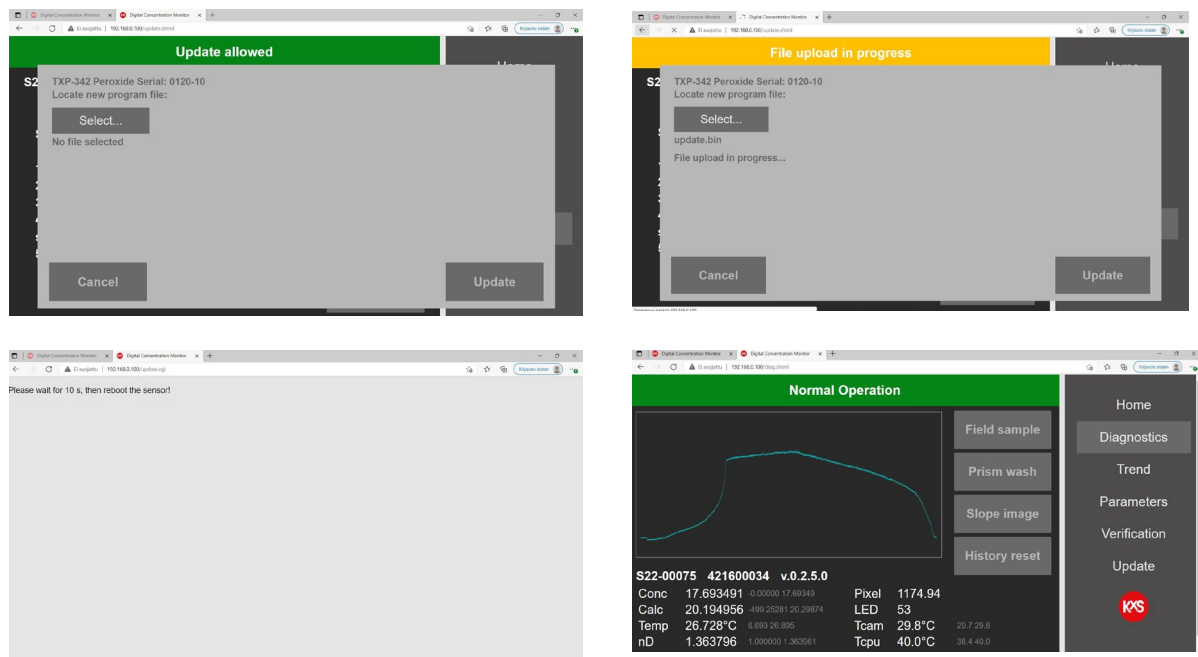 Digital Concentration Monitor
Digital Concentration Monitor
Ei suojattu | 192.168.0.100/update.shtml
Kirjaudu sisään
Update allowed
Home
S22
TXP-342 Peroxide Serial: 0120-10
Locate new program file:
Select...
No file selected
Cancel
Update
Digital Concentration Monitor
Digital Concentration Monitor
Ei suojattu | 192.168.0.100/update.shtml
Kirjaudu sisään
File upload in progress
Home
S2
TXP-342 Peroxide Serial: 0120-10
Locate new program file:
Select...
update.bin
File upload in progress...
Cancel
Update
Digital Concentration Monitor
Digital Concentration Monitor
Ei suojattu | 192.168.0.100/update.cgi
Kirjaudu sisään
Please wait for 10 s, then reboot the sensor!
Digital Concentration Monitor
Digital Concentration Monitor
Ei suojattu | 192.168.0.100/diag.shtml
Kirjaudu sisään
Normal Operation
Field sample
Prism wash
Slope image
History reset
Home
Diagnostics
Trend
Parameters
Verification
Update
KXS
S22-00075 421600034 v.0.2.5.0
Conc 17.693491 -0.00000 17.69349 Pixel 1174.94
Calc 20.194956 -499.25281 20.29874 LED 53
Temp 26.728°C 6.693 26.895 Tcam 29.8°C 29.7 29.8
nD 1.363796 1.000000 1.363961 Tcpu 40.0°C 38.4 40.0